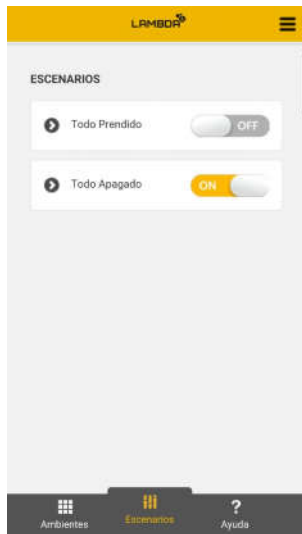 LAMBDA
ESCENARIOS
Todo Prendido OFF
Todo Apagado ON
Ambientes Escenarios ? Ayuda